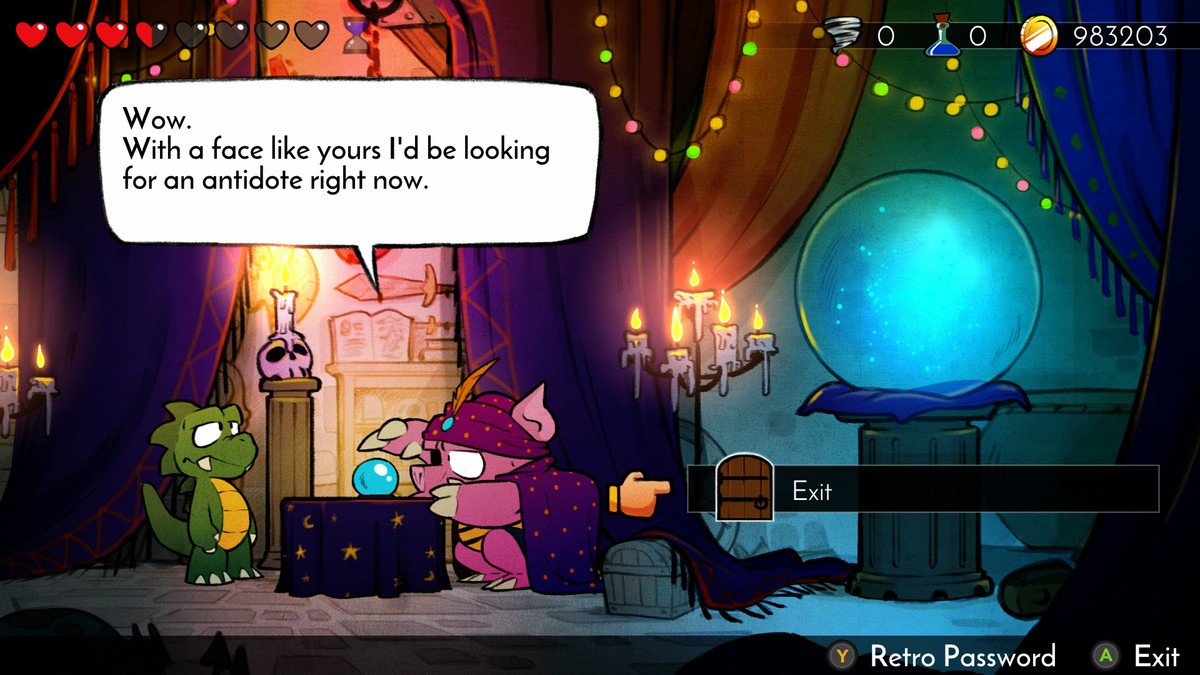 0 0 983203
Wow.
With a face like yours I'd be looking
for an antidote right now.
Exit
Y Retro Password A Exit